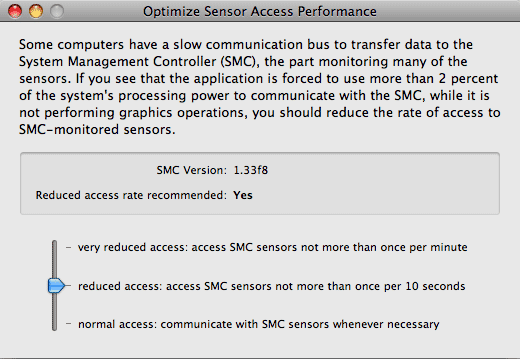 Optimize Sensor Access Performance
Some computers have a slow communication bus to transfer data to the
System Management Controller (SMC), the part monitoring many of the
sensors. If you see that the application is forced to use more than 2 percent
of the system's processing power to communicate with the SMC, while it is
not performing graphics operations, you should reduce the rate of access to
SMC-monitored sensors.
SMC Version: 1.33f8
Reduced access rate recommended: Yes
very reduced access: access SMC sensors not more than once per minute
reduced access: access SMC sensors not more than once per 10 seconds
normal access: communicate with SMC sensors whenever necessary